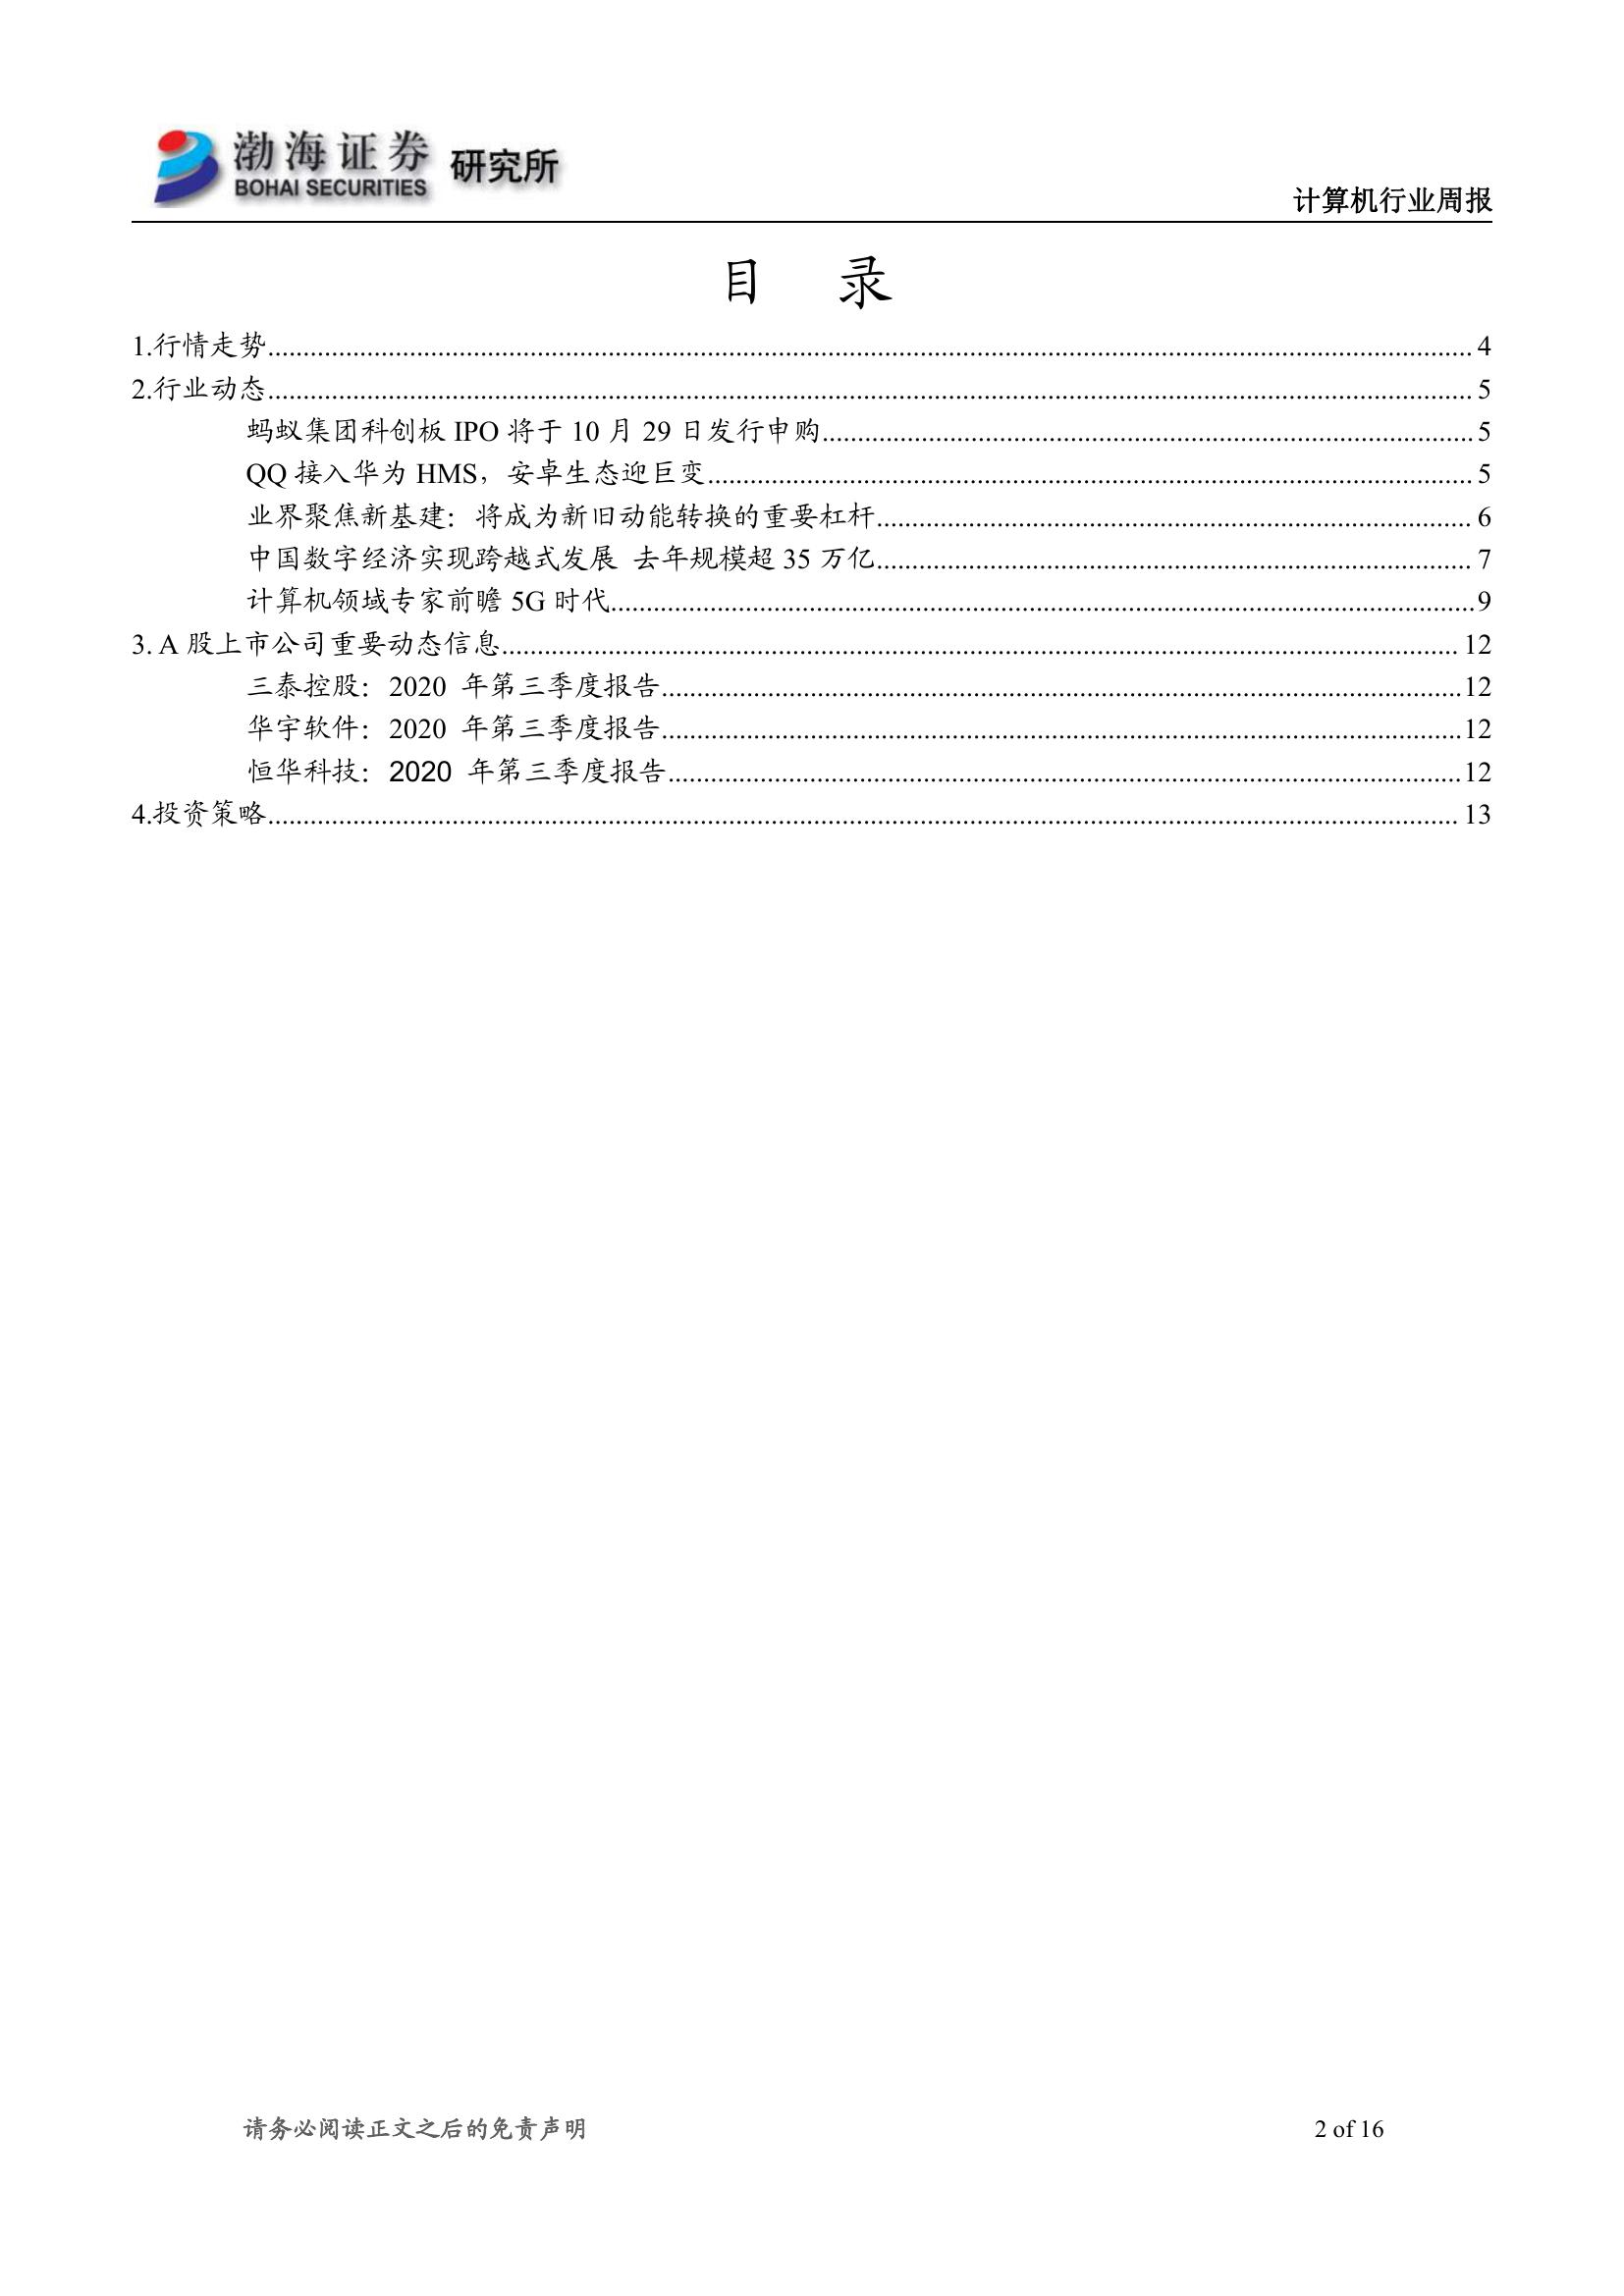 渤海证券 研究所
BOHAI SECURITIES
计算机行业周报
目 录
1.行情走势........................................ 4
2.行业动态........................................ 5
蚂蚁集团科创板 IPO 将于 10 月 29 日发行申购........................................ 5
QQ 接入华为 HMS，安卓生态迎巨变........................................ 5
业界聚焦新基建：将成为新旧动能转换的重要杠杆........................................ 6
中国数字经济实现跨越式发展 去年规模超 35 万亿........................................ 7
计算机领域专家前瞻 5G 时代........................................ 9
3. A 股上市公司重要动态信息........................................ 12
三泰控股：2020 年第三季度报告........................................ 12
华宇软件：2020 年第三季度报告........................................ 12
恒华科技：2020 年第三季度报告........................................ 12
4.投资策略........................................ 13
请务必阅读正文之后的免责声明 2 of 16